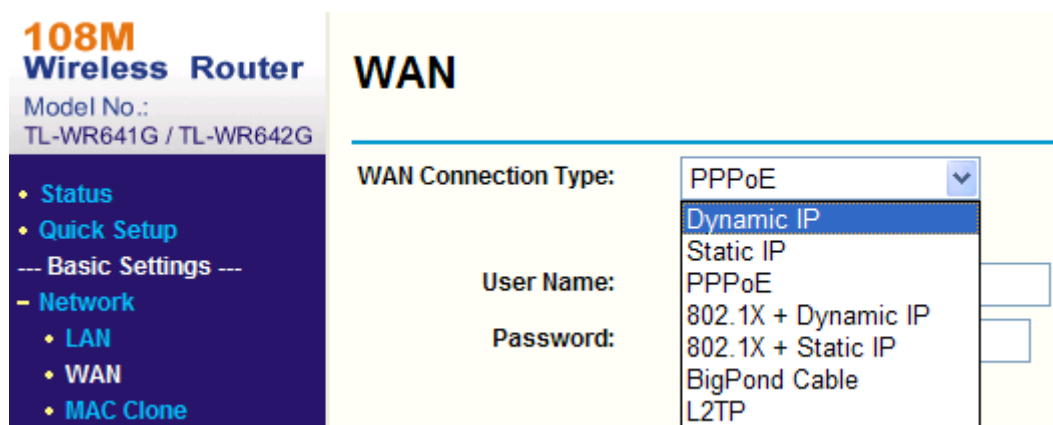 108M
Wireless Router
Model No.:
TL-WR641G / TL-WR642G
• Status
• Quick Setup
--- Basic Settings ---
– Network
• LAN
• WAN
• MAC Clone
WAN
WAN Connection Type:
PPPoE
Dynamic IP
Static IP
PPPoE
802.1X + Dynamic IP
802.1X + Static IP
BigPond Cable
L2TP
User Name:
Password: